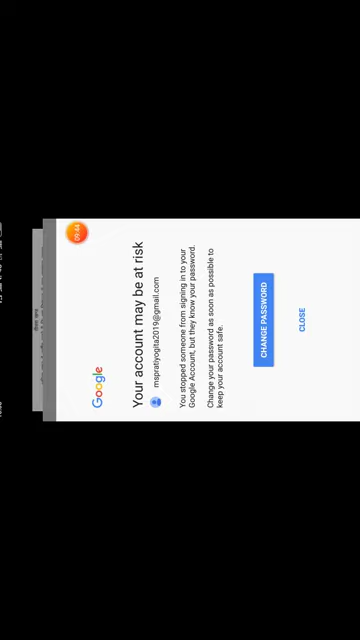 09:44
Google
Your account may be at risk
mspratiyogita2019@gmail.com
You stopped someone from signing in to your
Google Account, but they know your password.
Change your password as soon as possible to
keep your account safe.
CHANGE PASSWORD
CLOSE